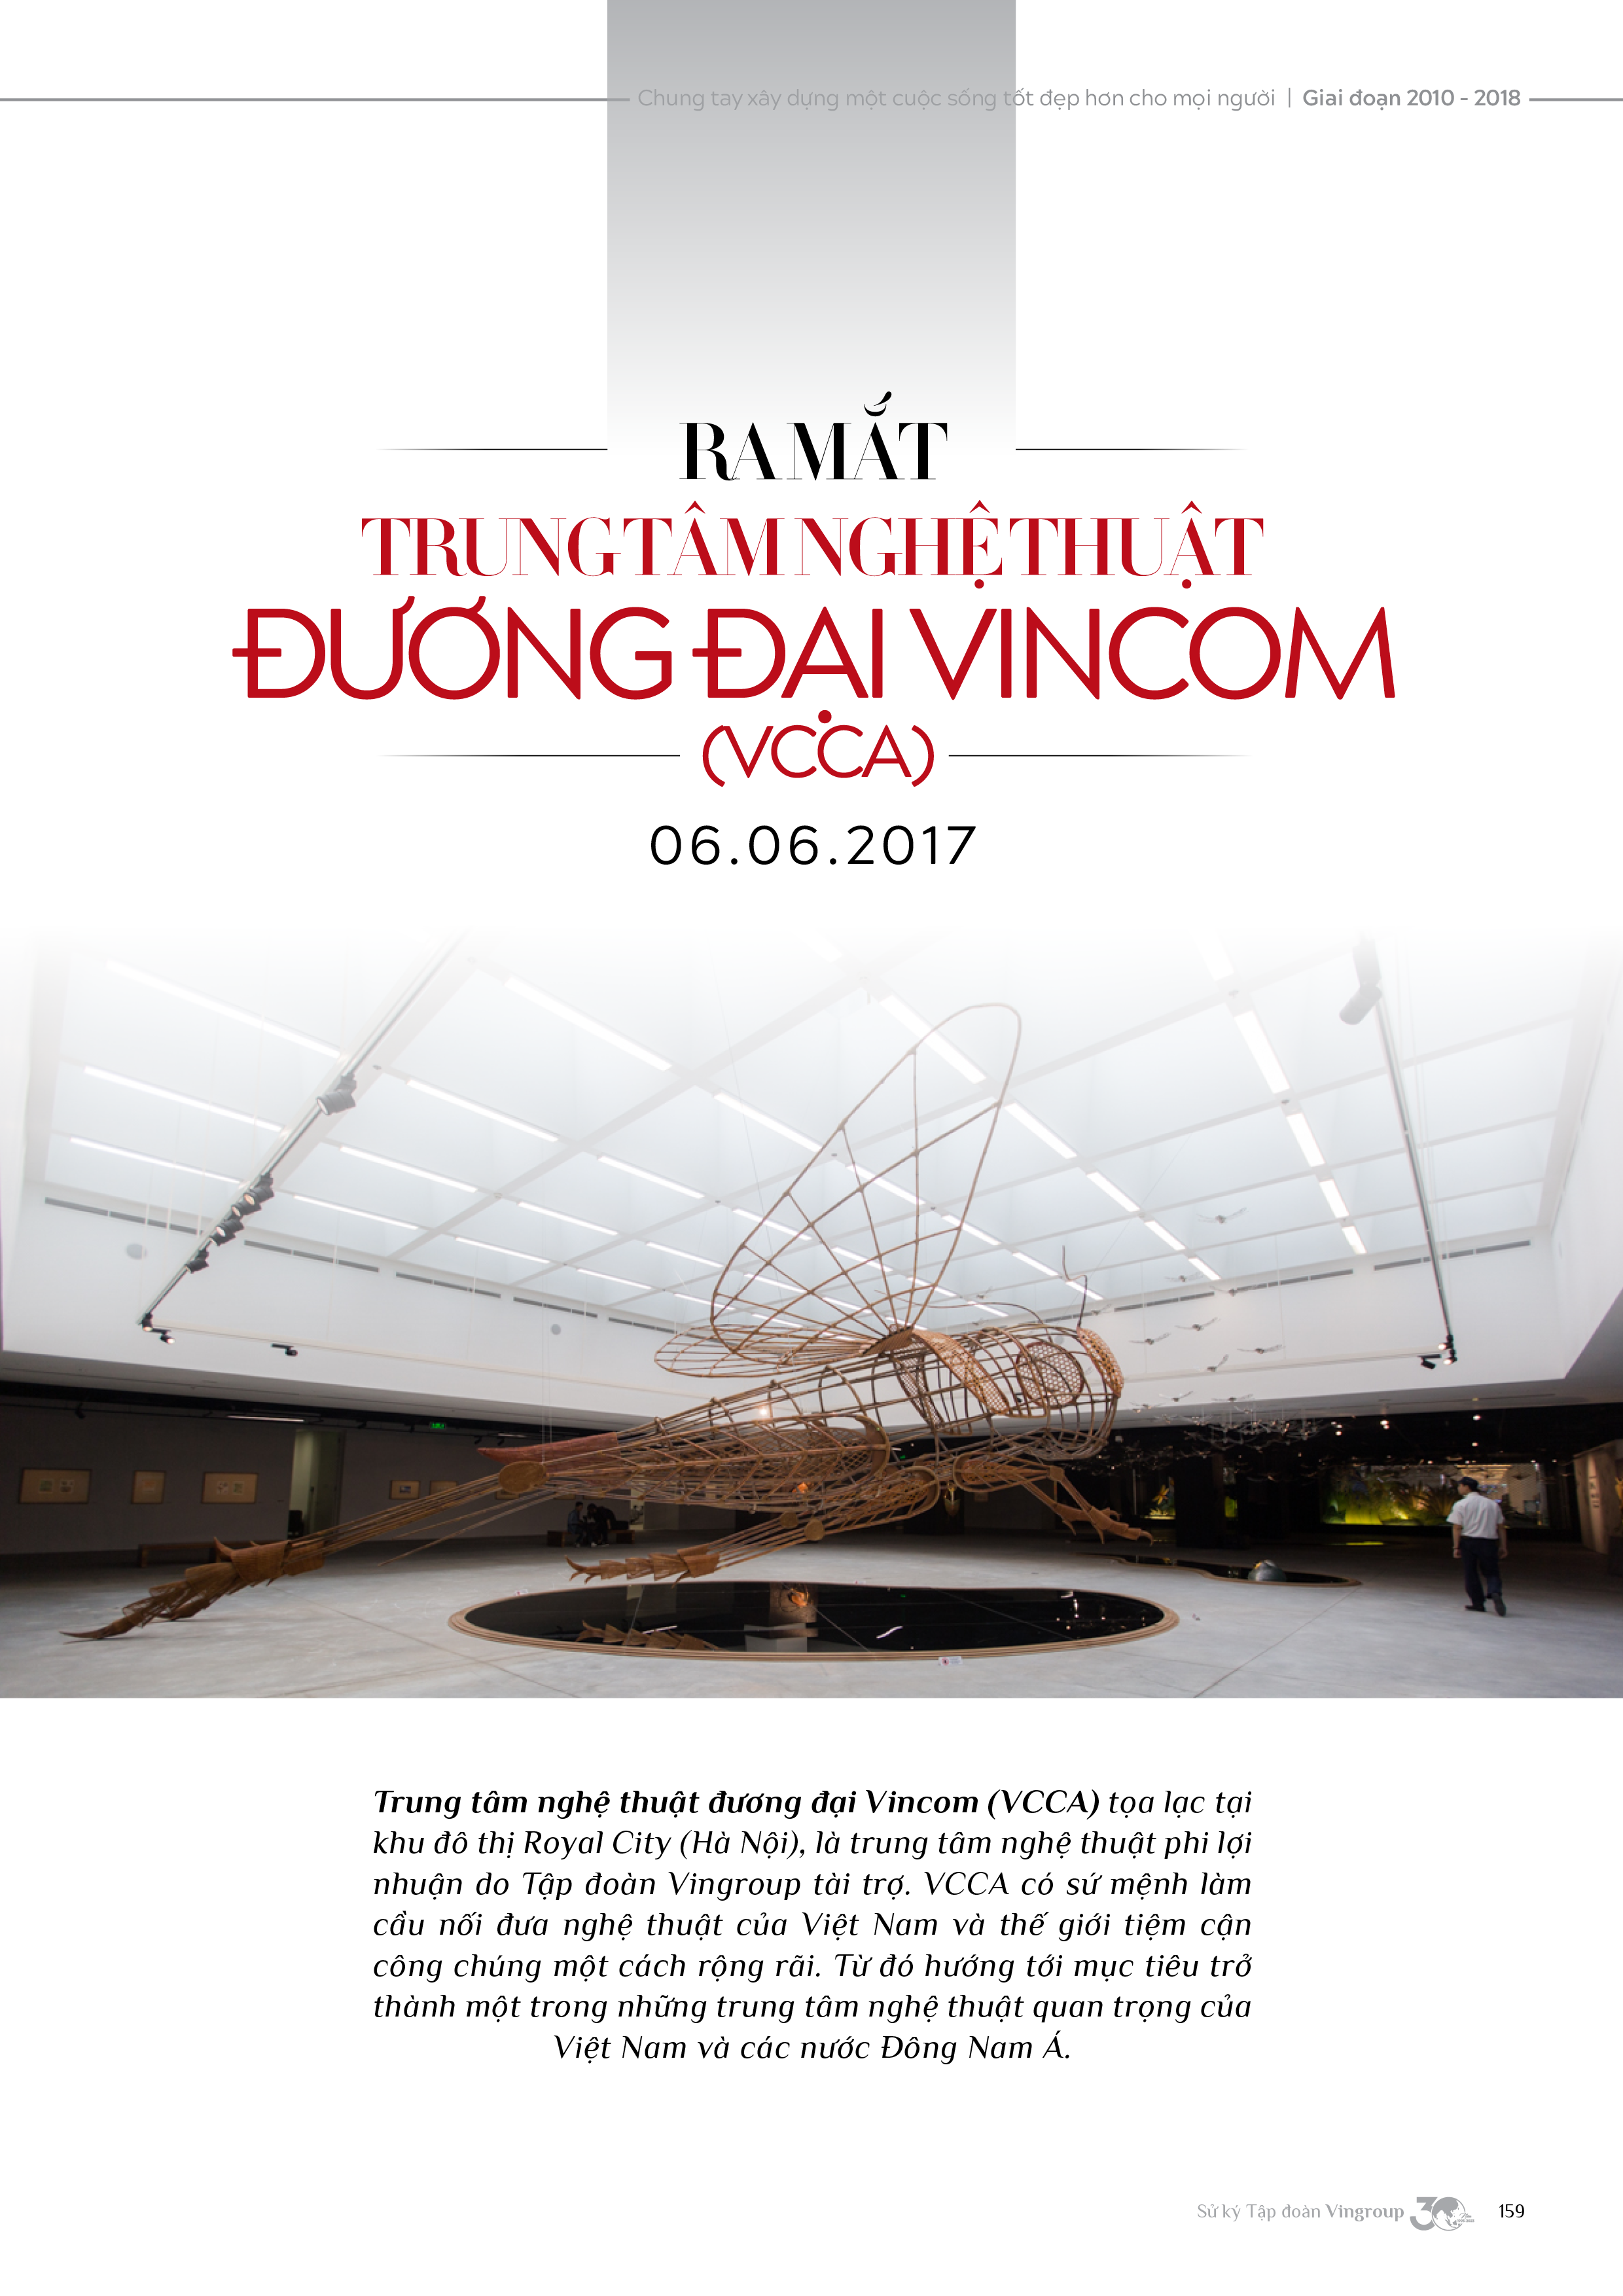 Chung tay xây dựng một cuộc sống tốt đẹp hơn cho mọi người | Giai đoạn 2010 - 2018
RA MẮT
TRUNG TÂM NGHỆ THUẬT
ĐƯƠNG ĐẠI VINCOM
(VCCA)
06.06.2017
Trung tâm nghệ thuật đương đại Vincom (VCCA) tọa lạc tại
khu đô thị Royal City (Hà Nội), là trung tâm nghệ thuật phi lợi
nhuận do Tập đoàn Vingroup tài trợ. VCCA có sứ mệnh làm
cầu nối đưa nghệ thuật của Việt Nam và thế giới tiệm cận
công chúng một cách rộng rãi. Từ đó hướng tới mục tiêu trở
thành một trong những trung tâm nghệ thuật quan trọng của
Việt Nam và các nước Đông Nam Á.
Sử ký Tập đoàn Vingroup 30 159